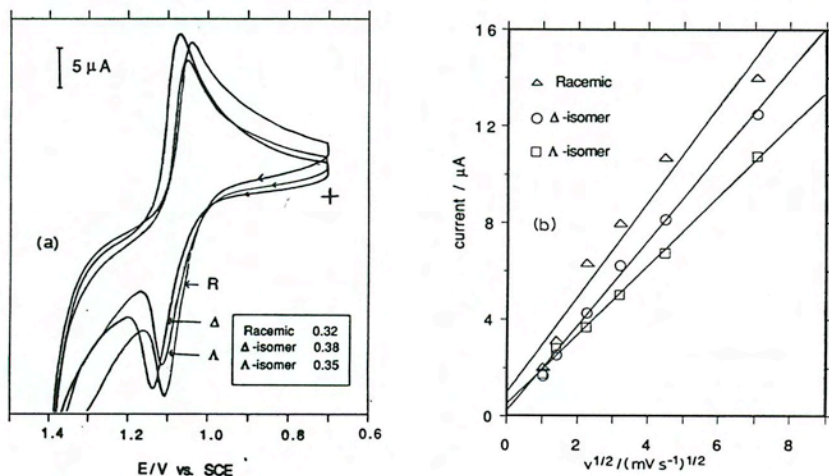 5 μA
(a)
R
Δ
Λ
Racemic 0.32
Δ-isomer 0.38
Λ-isomer 0.35
1.4 1.2 1.0 0.8 0.6
E/V vs. SCE
16
12
8
4
0
current / μA
Racemic
Δ-isomer
Λ-isomer
(b)
0 2 4 6 8
v1/2/(mV s-1)1/2